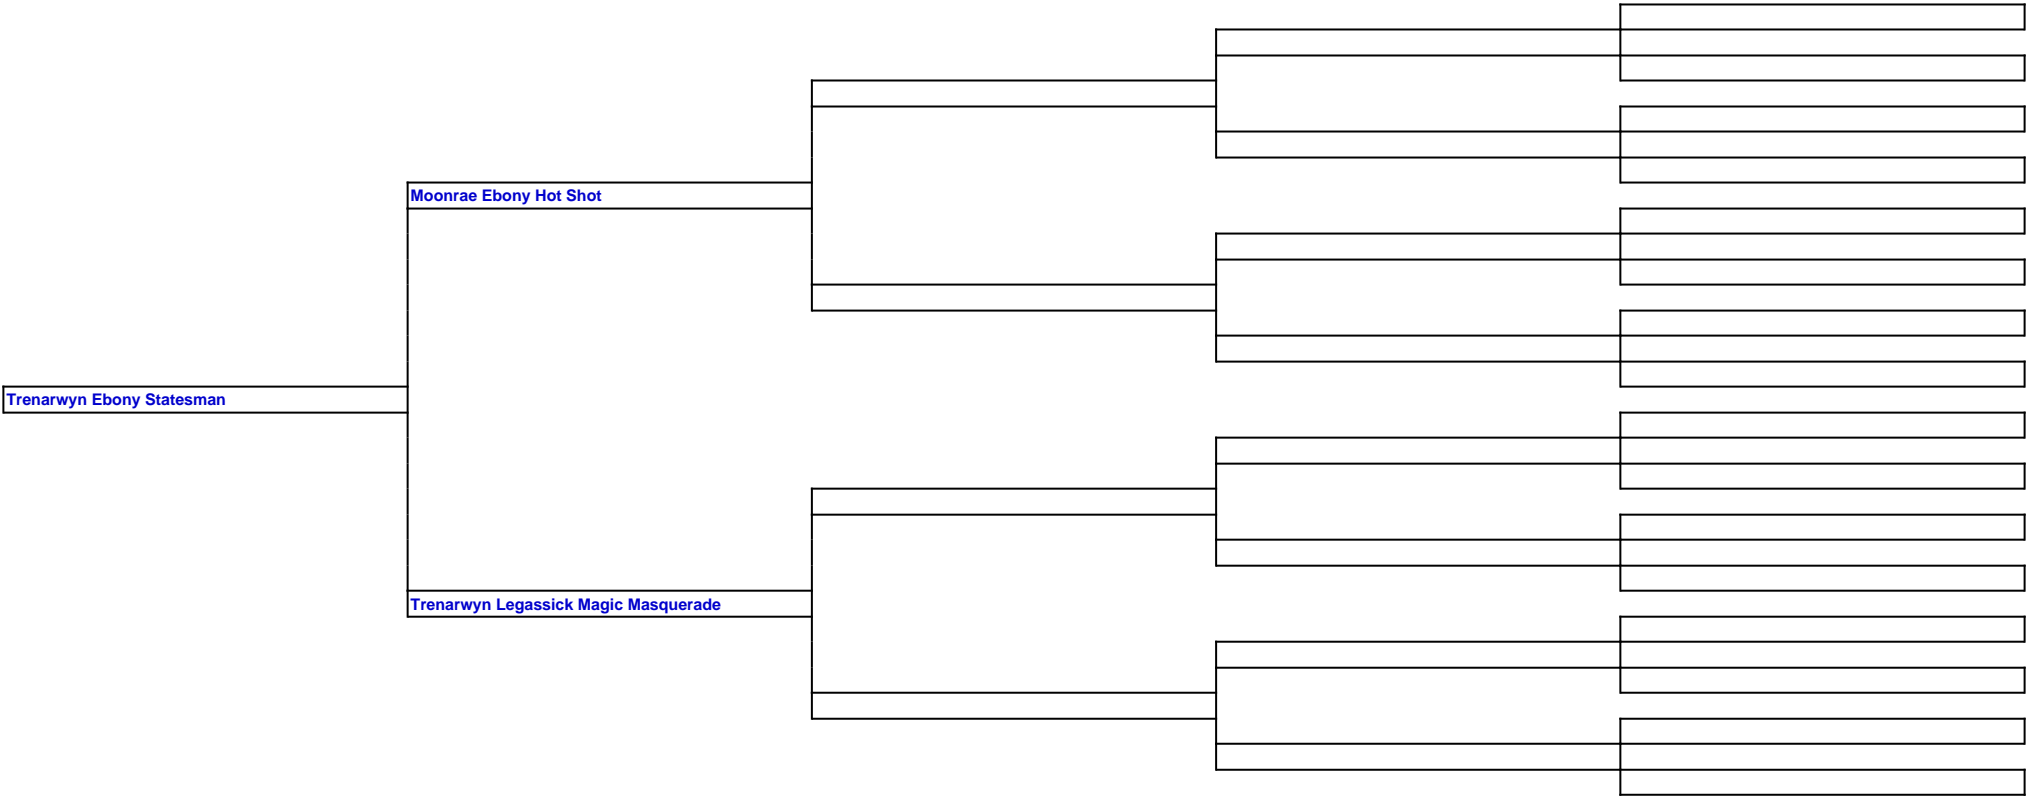 Moonrae Ebony Hot Shot
Trenarwyn Ebony Statesman
Trenarwyn Legassick Magic Masquerade